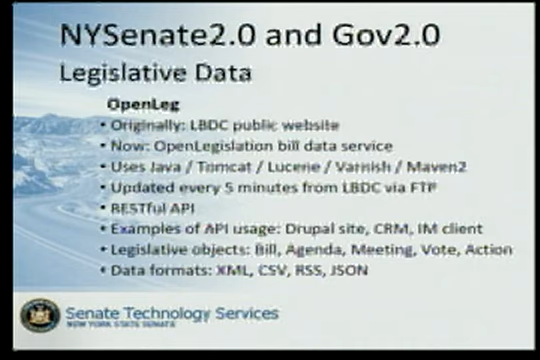 NYSenate2.0 and Gov2.0
Legislative Data
OpenLeg
• Originally: LBDC public website
• Now: OpenLegislation bill data service
• Uses Java / Tomcat / Lucene / Varnish / Maven2
• Updated every 5 minutes from LBDC via FTP
• RESTful API
• Examples of API usage: Drupal site, CRM, IM client
• Legislative objects: Bill, Agenda, Meeting, Vote, Action
• Data formats: XML, CSV, RSS, JSON
Senate Technology Services
NEW YORK STATE SENATE